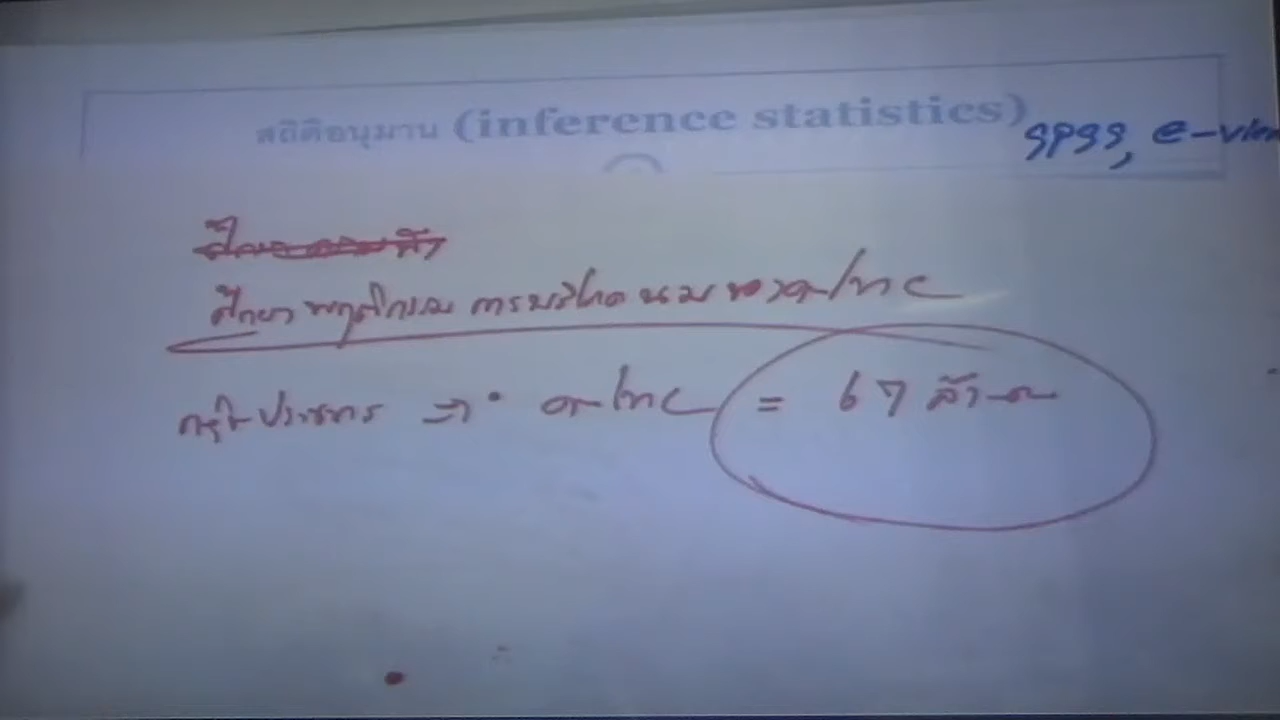 สถิติอนุมาน (inference statistics)
spss, e-view
ศึกษาพฤติกรรมการบริโภคนมของคนไทย
กลุ่มประชากร ⇒ คนไทย = 67 ล้านคน